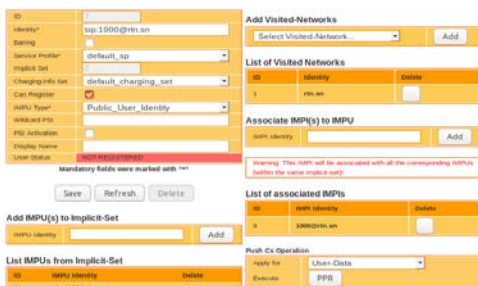 ID
Identity* sip:1000@rtn.sn
Barring
Service Profile* default_sp
Implicit Set
Charging-Info Set default_charging_set
Can Register
IMPU Type* Public_User_Identity
Wildcard PSI
PSI Activation
Display Name
User-Status NOT-REGISTERED
Mandatory fields were marked with "*"
Save Refresh Delete
Add IMPU(s) to Implicit-Set
IMPU Identity Add
List IMPUs from Implicit-Set
ID IMPU Identity Delete
Add Visited-Networks
Select Visited-Network... Add
List of Visited Networks
ID Identity Delete
1 rtn.sn
Associate IMPI(s) to IMPU
IMPI Identity Add
Warning: This IMPI will be associated with all the corresponding IMPUs
(within the same implicit set)!
List of associated IMPIs
ID IMPI Identity Delete
1000@rtn.sn
Push Cx Operation
Apply for User-Data
Execute PPR